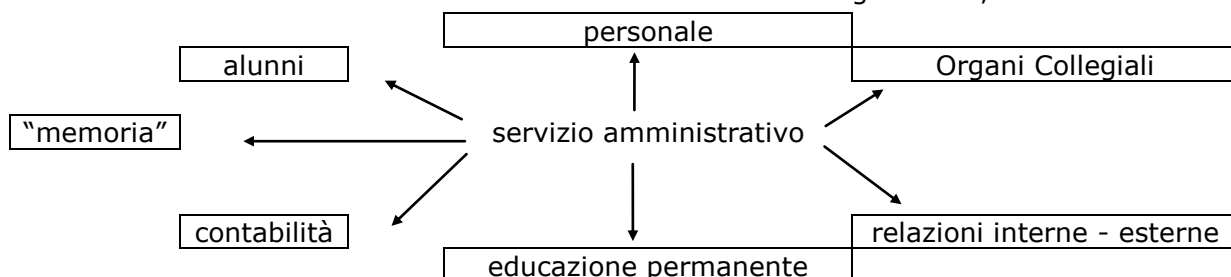 personale
alunni
Organi Collegiali
"memoria"
servizio amministrativo
contabilità
relazioni interne - esterne
educazione permanente